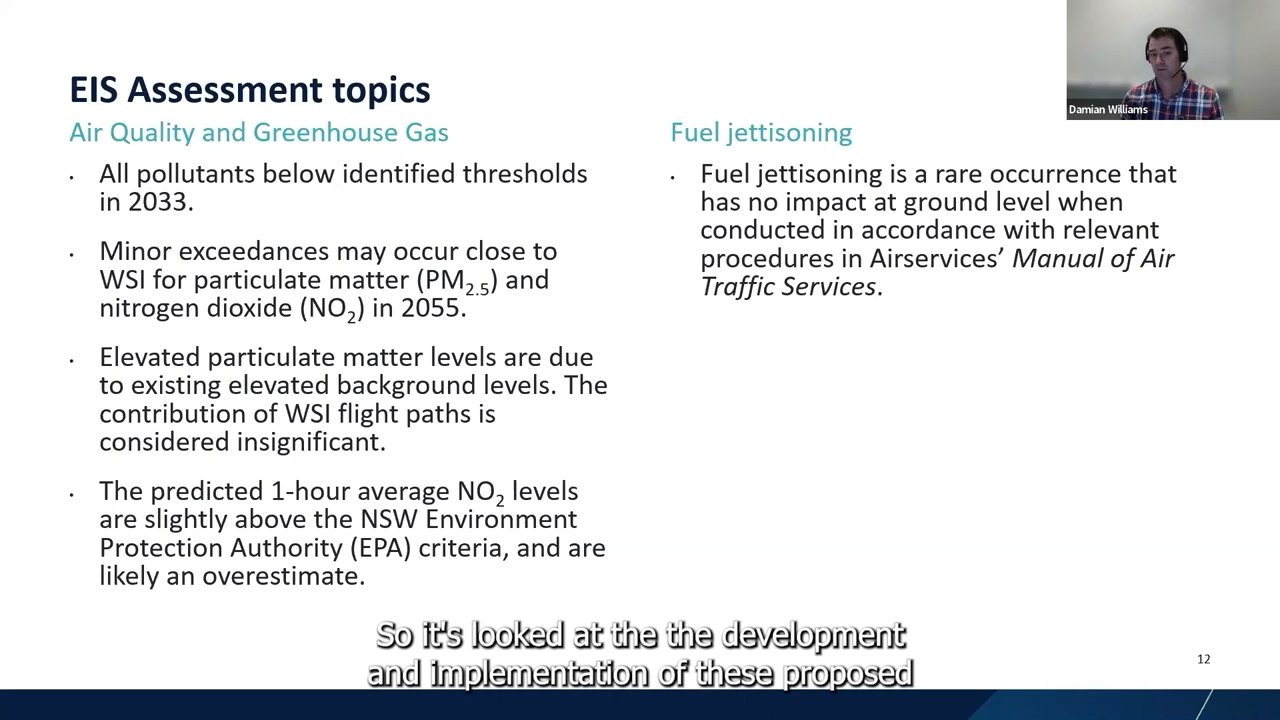 Damian Williams
EIS Assessment topics
Air Quality and Greenhouse Gas
• All pollutants below identified thresholds
in 2033.
• Minor exceedances may occur close to
WSI for particulate matter (PM2.5) and
nitrogen dioxide (NO2) in 2055.
• Elevated particulate matter levels are due
to existing elevated background levels. The
contribution of WSI flight paths is
considered insignificant.
• The predicted 1-hour average NO2 levels
are slightly above the NSW Environment
Protection Authority (EPA) criteria, and are
likely an overestimate.
Fuel jettisoning
• Fuel jettisoning is a rare occurrence that
has no impact at ground level when
conducted in accordance with relevant
procedures in Airservices’ Manual of Air
Traffic Services.
So it's looked at the the development
and implementation of these proposed
12